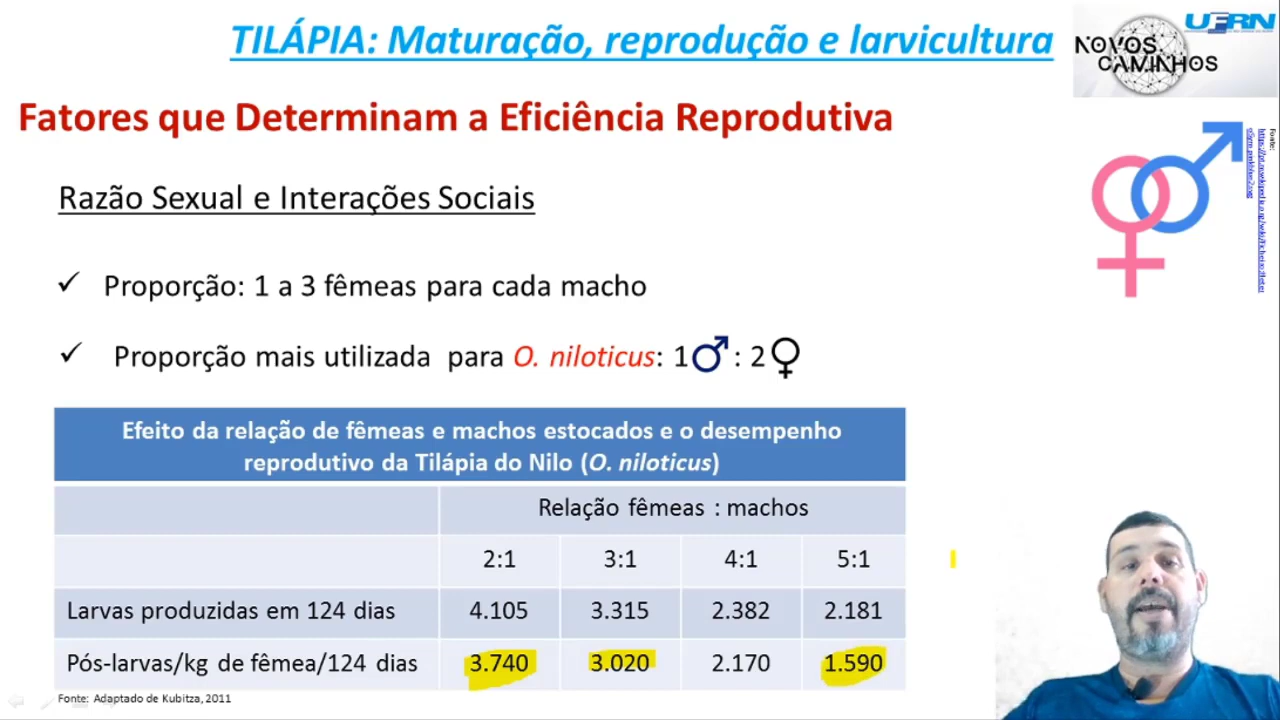 TILÁPIA: Maturação, reprodução e larvicultura
UFRN
NOVOS
CAMINHOS
Fatores que Determinam a Eficiência Reprodutiva
Fonte:
Razão Sexual e Interações Sociais
✓ Proporção: 1 a 3 fêmeas para cada macho
✓ Proporção mais utilizada para O. niloticus: 1♂: 2♀
Efeito da relação de fêmeas e machos estocados e o desempenho
reprodutivo da Tilápia do Nilo (O. niloticus)
Relação fêmeas : machos
2:1 3:1 4:1 5:1
Larvas produzidas em 124 dias 4.105 3.315 2.382 2.181
Pós-larvas/kg de fêmea/124 dias 3.740 3.020 2.170 1.590
Fonte: Adaptado de Kubitza, 2011